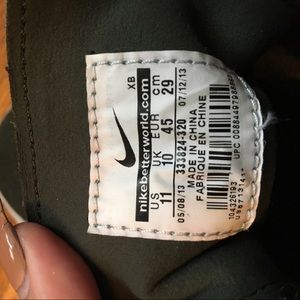 XB
nikebetterworld.com
US UK EUR cm
11 10 45 29
05/08/13 07/12/13
333824-320
MADE IN CHINA
FABRIQUE EN CHINE
104326193